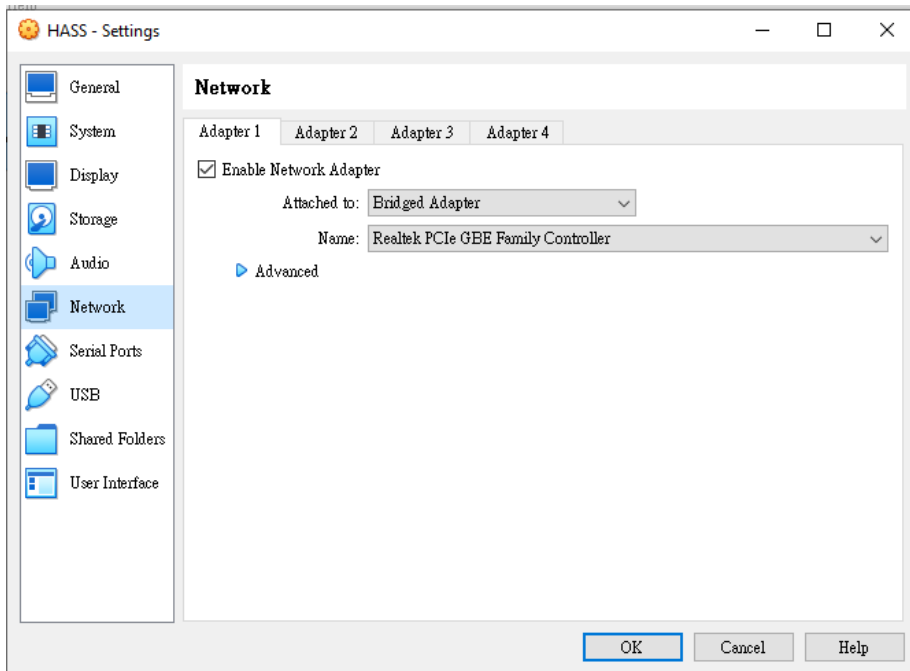 HASS - Settings
General
System
Display
Storage
Audio
Network
Serial Ports
USB
Shared Folders
User Interface
Network
Adapter 1 Adapter 2 Adapter 3 Adapter 4
Enable Network Adapter
Attached to: Bridged Adapter
Name: Realtek PCIe GBE Family Controller
Advanced
OK Cancel Help